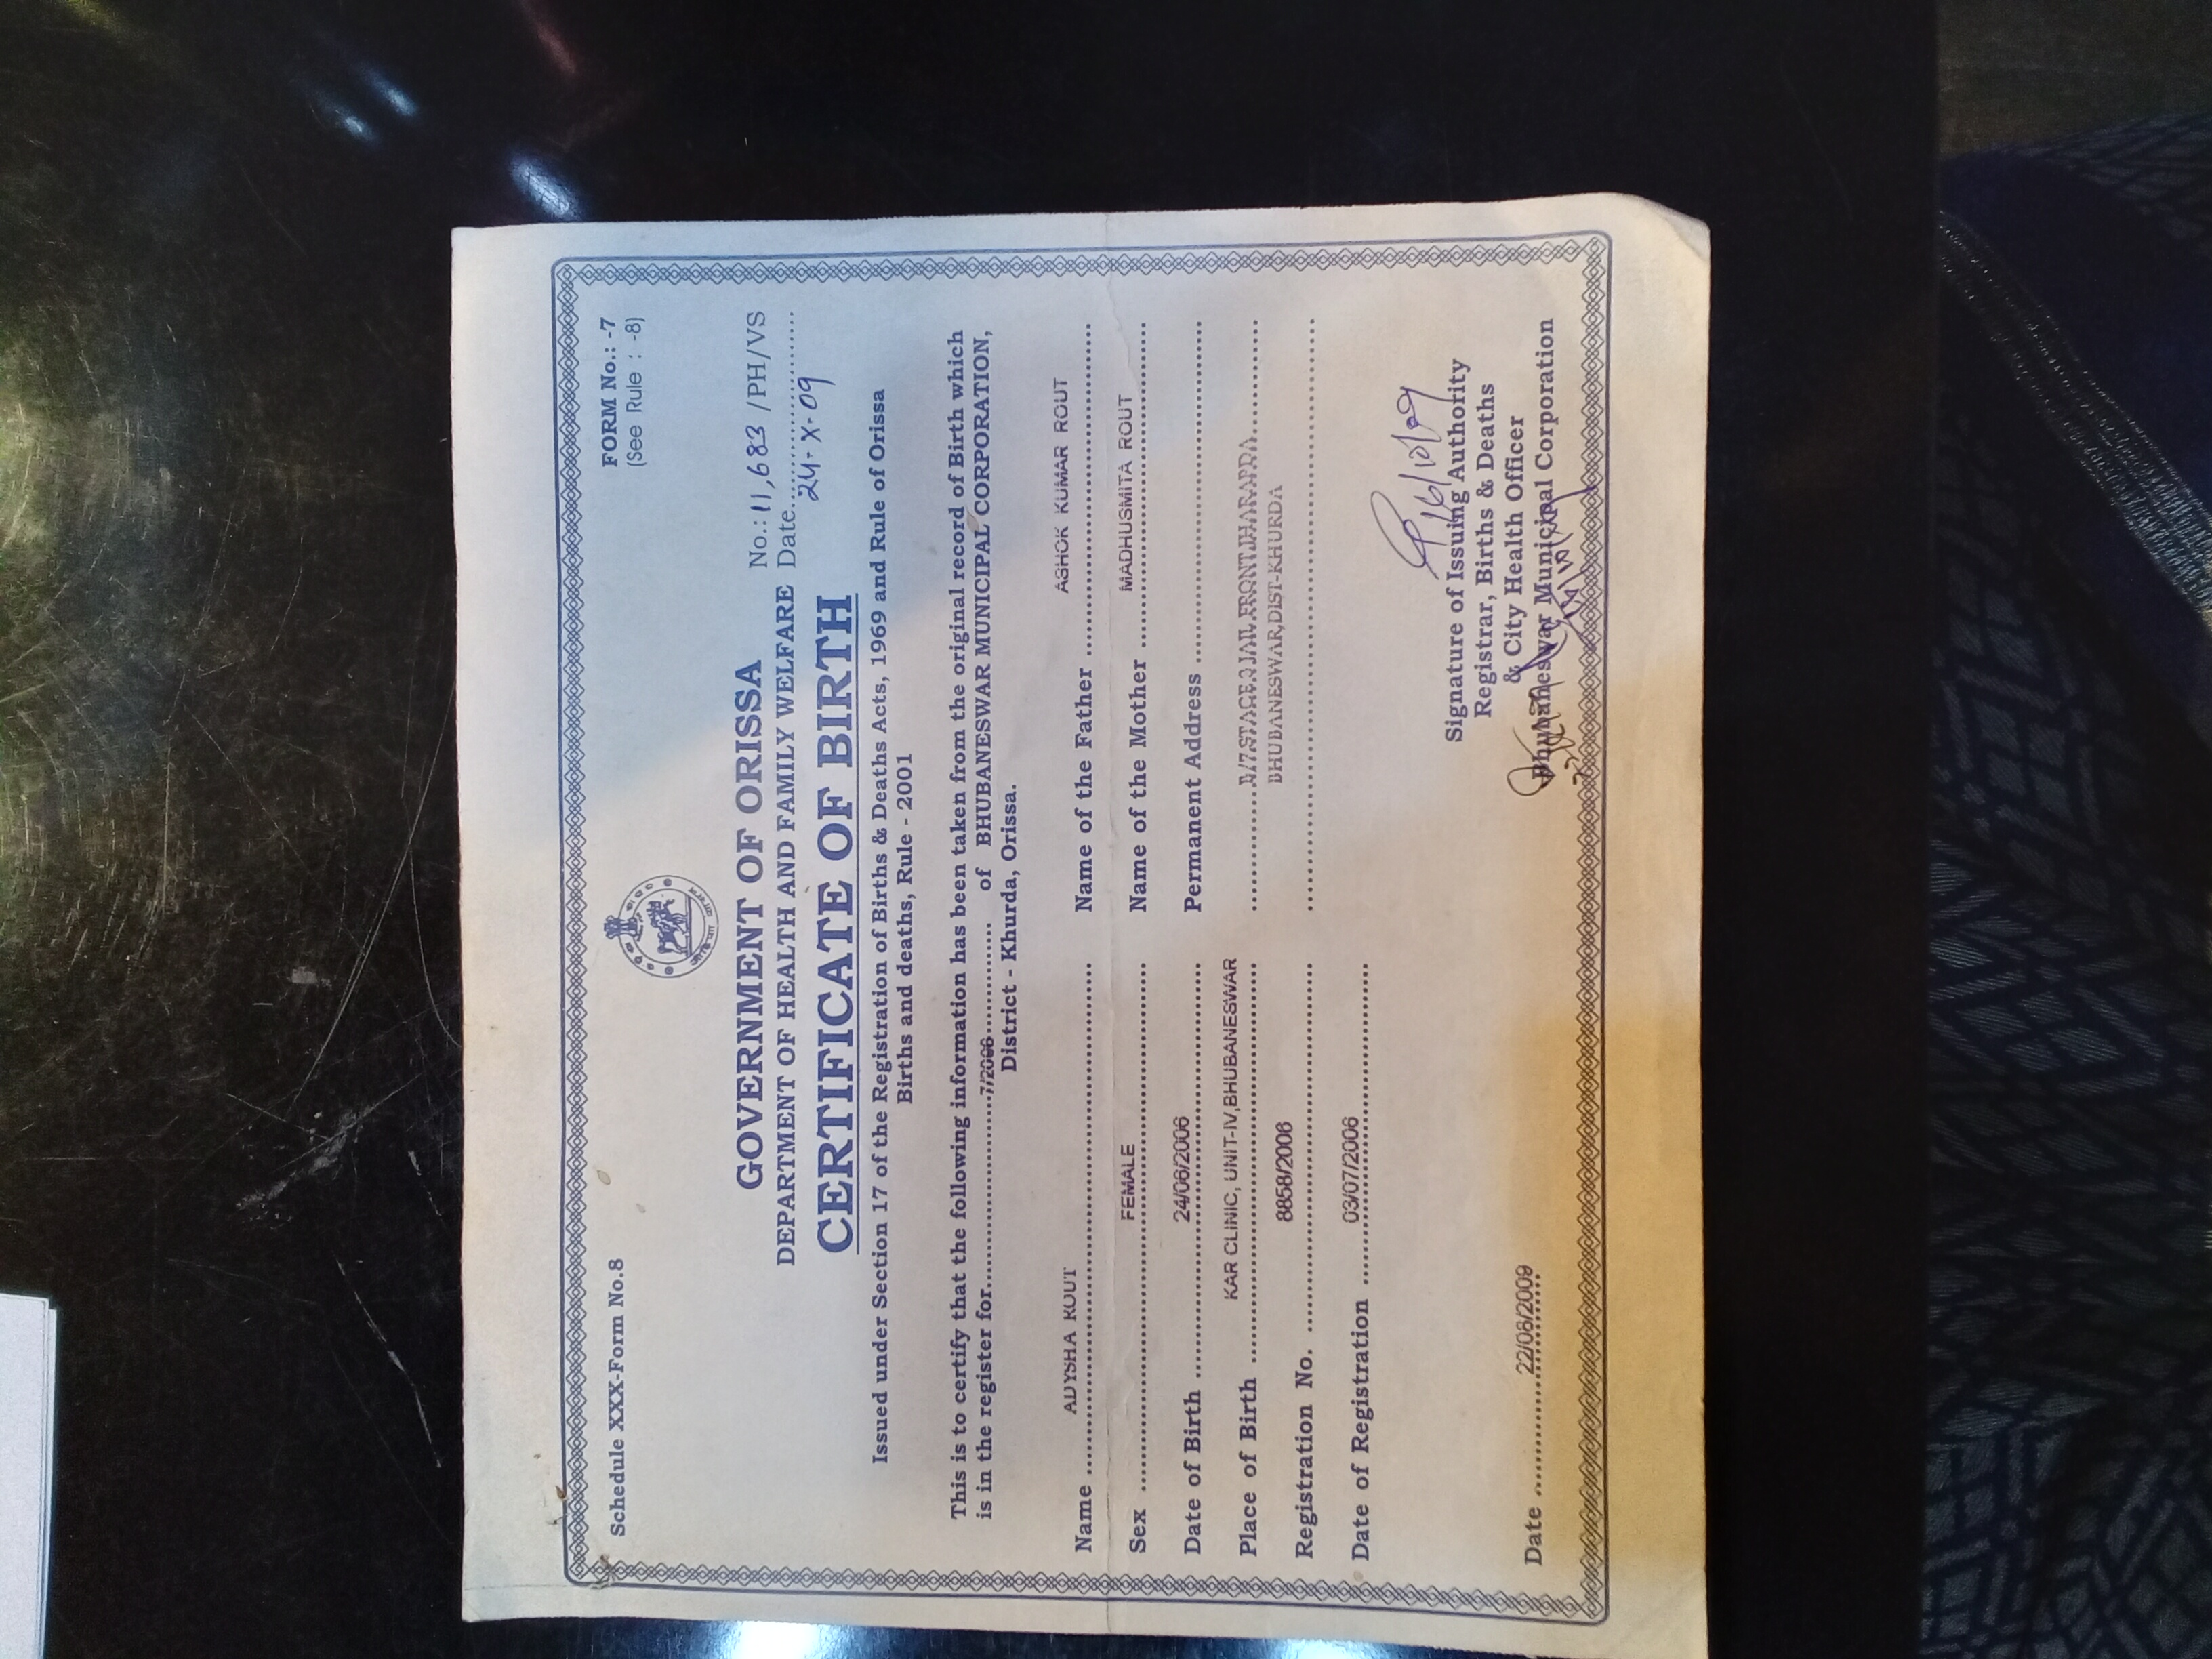 Schedule XXX-Form No.8
FORM No.: -7
(See Rule : -8)
GOVERNMENT OF ORISSA
No.: 11,683 /PH/VS
DEPARTMENT OF HEALTH AND FAMILY WELFARE
Date 24-X-09
CERTIFICATE OF BIRTH
Issued under Section 17 of the Registration of Births & Deaths Acts, 1969 and Rule of Orissa
Births and deaths, Rule - 2001
This is to certify that the following information has been taken from the original record of Birth which
is in the register for 7/2006 of BHUBANESWAR MUNICIPAL CORPORATION,
District - Khurda, Orissa.
Name ADYSHA ROUT
Sex FEMALE
Date of Birth 24/06/2006
Place of Birth KAR CLINIC, UNIT-IV,BHUBANESWAR
Registration No. 8858/2006
Date of Registration 03/07/2006
Name of the Father ASHOK KUMAR ROUT
Name of the Mother MADHUSMITA ROUT
Permanent Address
FRONT,JHARAPDA
BHUBANESWAR,DIST-KHURDA
Date 22/08/2009
Signature of Issuing Authority
Registrar, Births & Deaths
& City Health Officer
Bhubaneswar Municipal Corporation